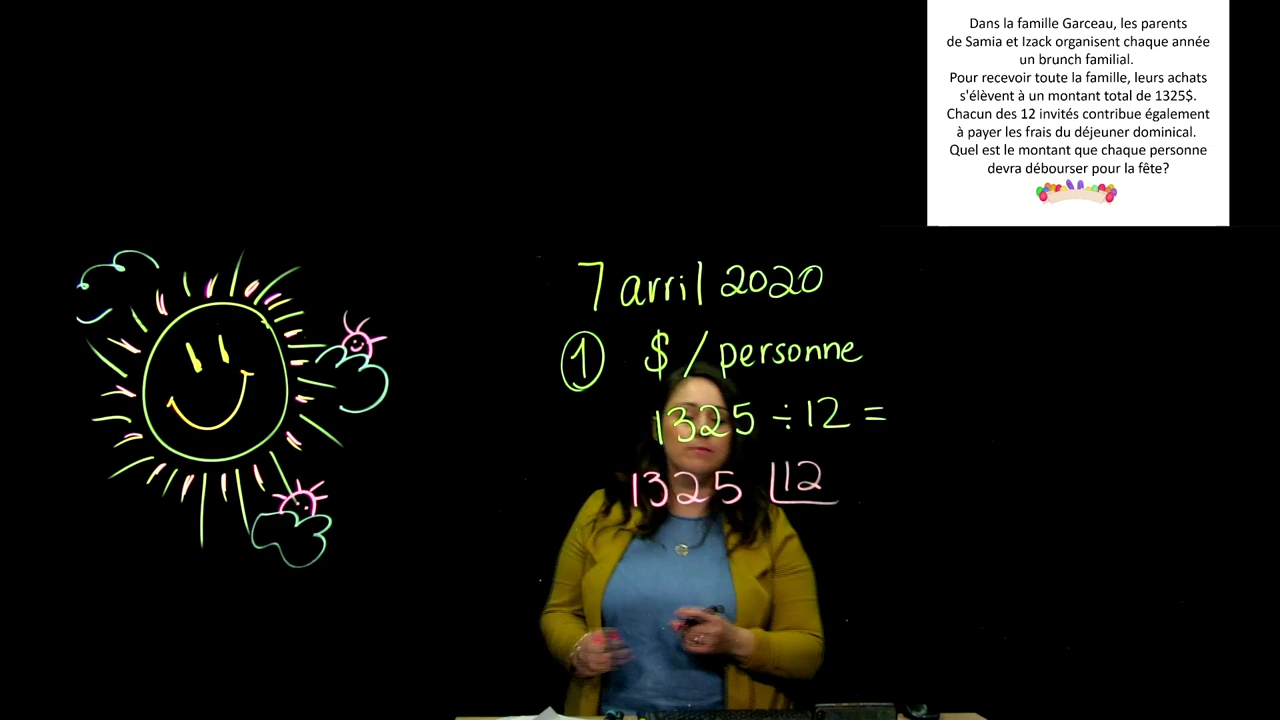 Dans la famille Garceau, les parents
de Samia et Izack organisent chaque année
un brunch familial.
Pour recevoir toute la famille, leurs achats
s'élèvent à un montant total de 1325$.
Chacun des 12 invités contribue également
à payer les frais du déjeuner dominical.
Quel est le montant que chaque personne
devra débourser pour la fête?
7 avril 2020
① $ / personne
1325 ÷ 12 =
1325 12